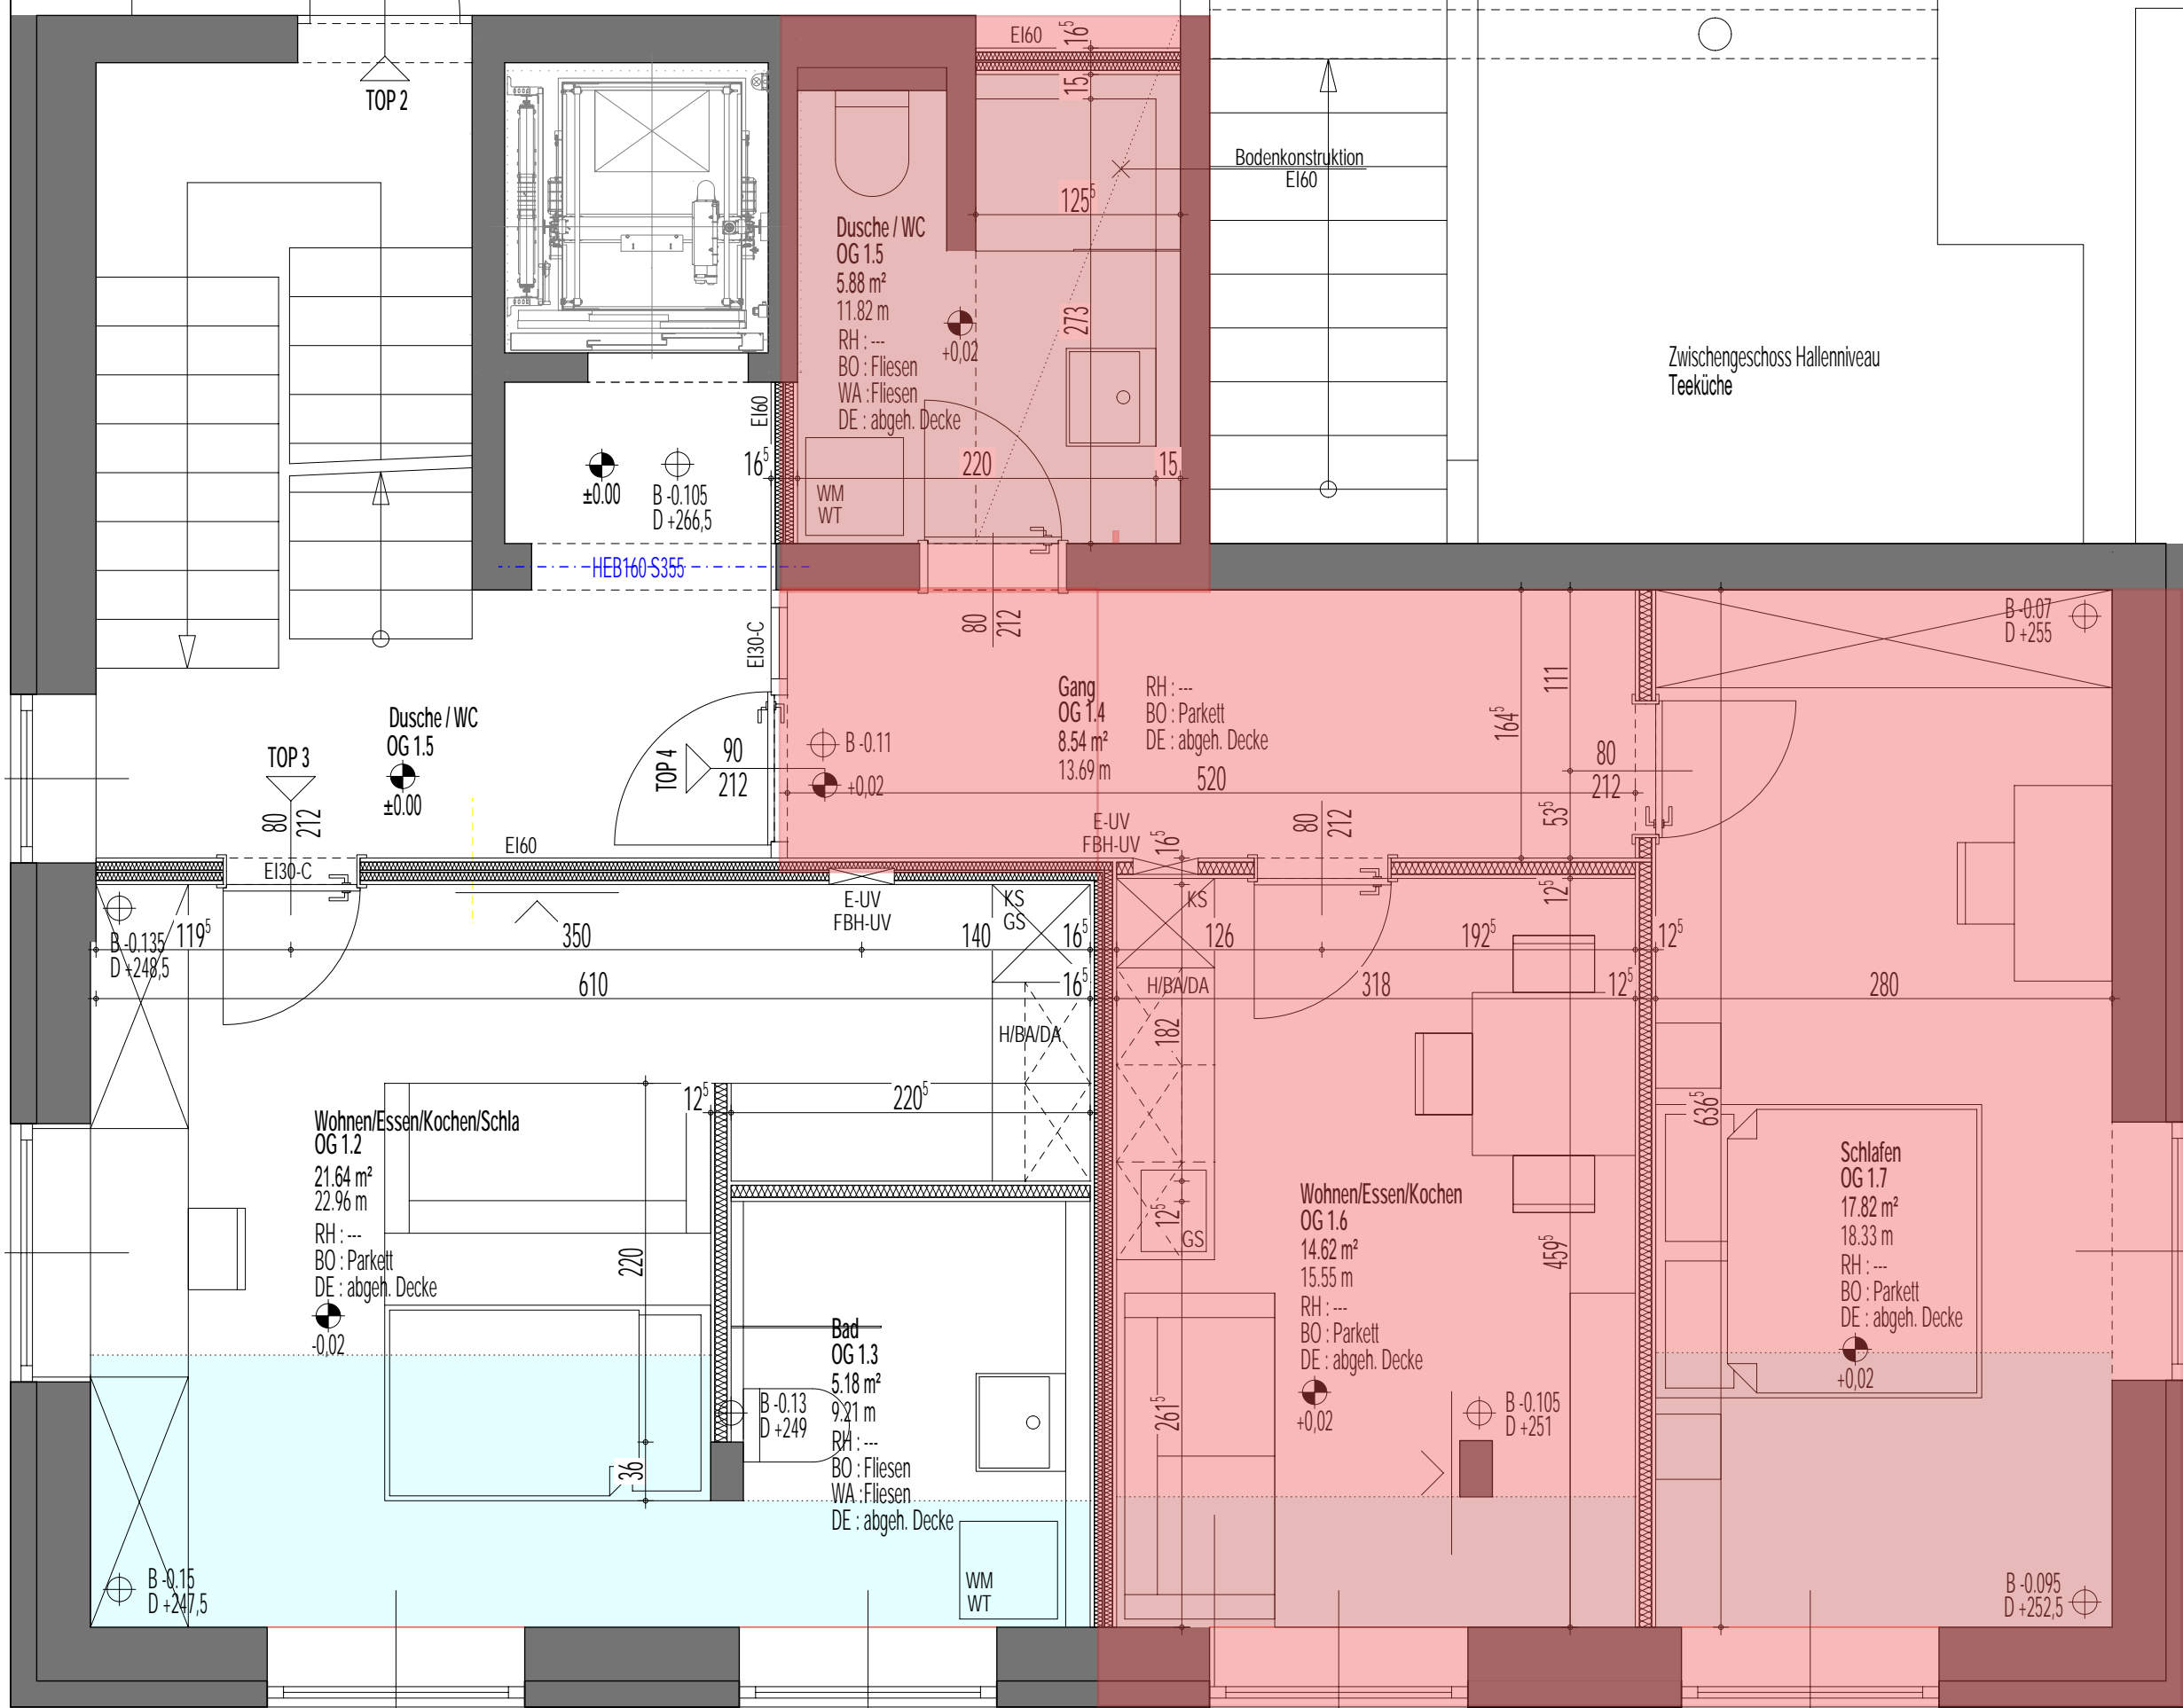 TOP 2
EI60
16⁵
15
Bodenkonstruktion
EI60
125⁵
Dusche / WC
OG 1.5
5.88 m²
11.82 m
RH : ---
BO : Fliesen
WA :Fliesen
DE : abgeh. Decke
+0,02
273
Zwischengeschoss Hallenniveau
Teeküche
EI60
16⁵
220
15
WM
WT
±0.00
B -0.105
D +266,5
HEB160-S355
80
212
EI30-C
B -0.07
D +255
Gang
OG 1.4
8.54 m²
13.69 m
RH : ---
BO : Parkett
DE : abgeh. Decke
111
164⁵
Dusche / WC
OG 1.5
±0.00
TOP 3
80
212
TOP 4
90
212
B -0.11
+0,02
520
80
212
53⁵
E-UV
FBH-UV
16⁵
80
212
EI60
EI30-C
E-UV
FBH-UV
KS
GS
KS
12⁵
B -0.135
D +248,5
119⁵
350
140
16⁵
126
192⁵
12⁵
610
16⁵
H/BA/DA
318
12⁵
280
H/BA/DA
182
12⁵
220⁵
636⁵
Wohnen/Essen/Kochen/Schla
OG 1.2
21.64 m²
22.96 m
RH : ---
BO : Parkett
DE : abgeh. Decke
-0,02
220
36
12⁵
GS
Wohnen/Essen/Kochen
OG 1.6
14.62 m²
15.55 m
RH : ---
BO : Parkett
DE : abgeh. Decke
+0,02
459⁵
Schlafen
OG 1.7
17.82 m²
18.33 m
RH : ---
BO : Parkett
DE : abgeh. Decke
+0,02
Bad
OG 1.3
5.18 m²
9.21 m
RH : ---
BO : Fliesen
WA :Fliesen
DE : abgeh. Decke
B -0.13
D +249
261⁵
B -0.105
D +251
B -0.15
D +247,5
WM
WT
B -0.095
D +252,5